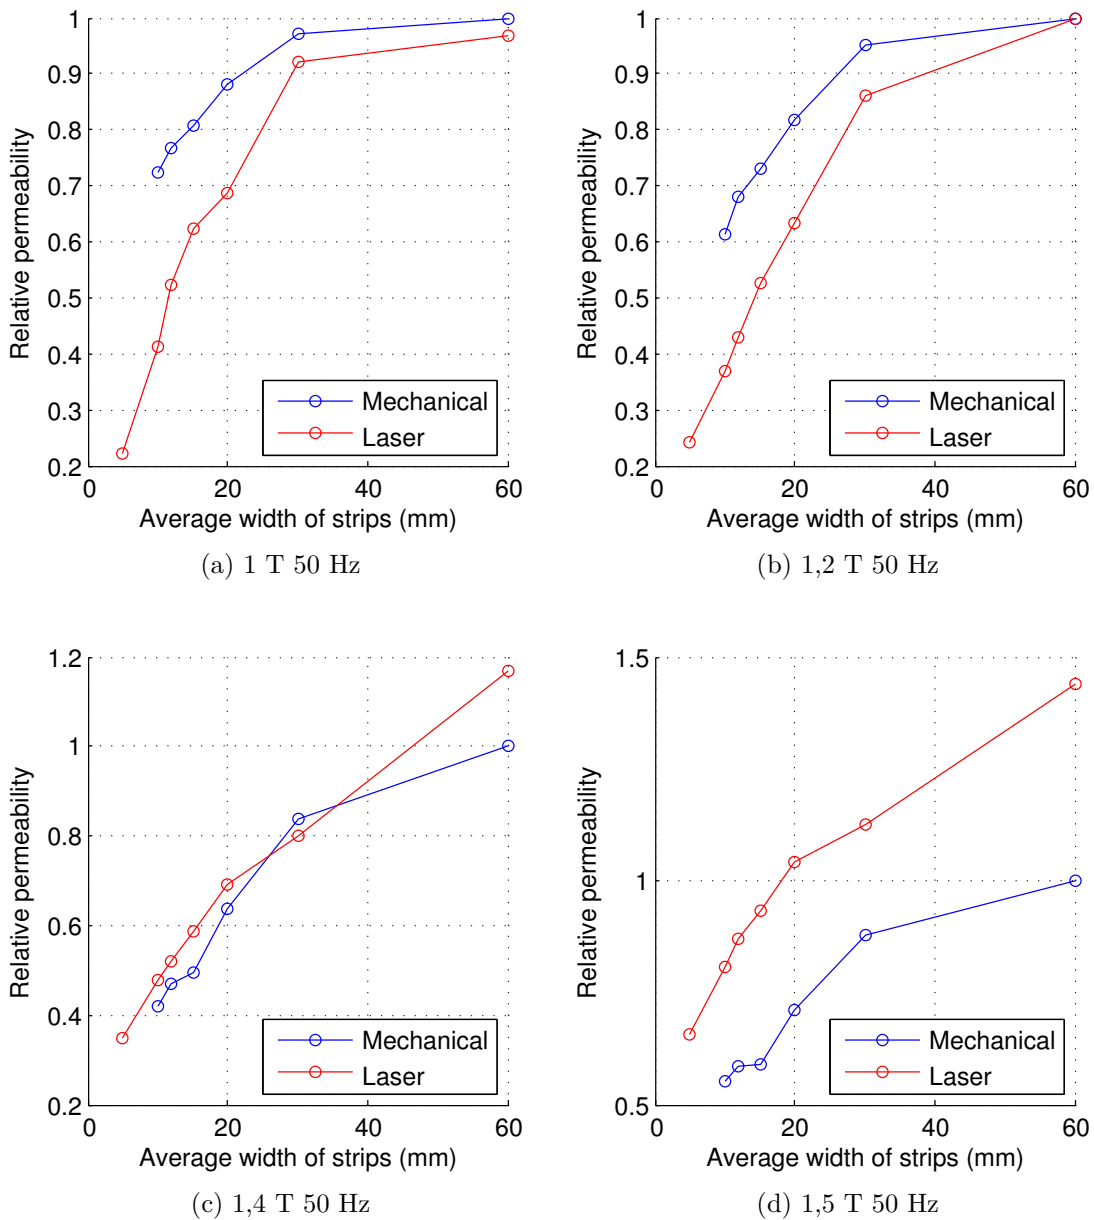 1
0.9
0.8
0.7
0.6
0.5
0.4
0.3
0.2
0 20 40 60
Relative permeability
Average width of strips (mm)
Mechanical
Laser
(a) 1 T 50 Hz
1
0.9
0.8
0.7
0.6
0.5
0.4
0.3
0.2
0 20 40 60
Relative permeability
Average width of strips (mm)
Mechanical
Laser
(b) 1,2 T 50 Hz
1.2
1
0.8
0.6
0.4
0.2
0 20 40 60
Relative permeability
Average width of strips (mm)
Mechanical
Laser
(c) 1,4 T 50 Hz
1.5
1
0.5
0 20 40 60
Relative permeability
Average width of strips (mm)
Mechanical
Laser
(d) 1,5 T 50 Hz